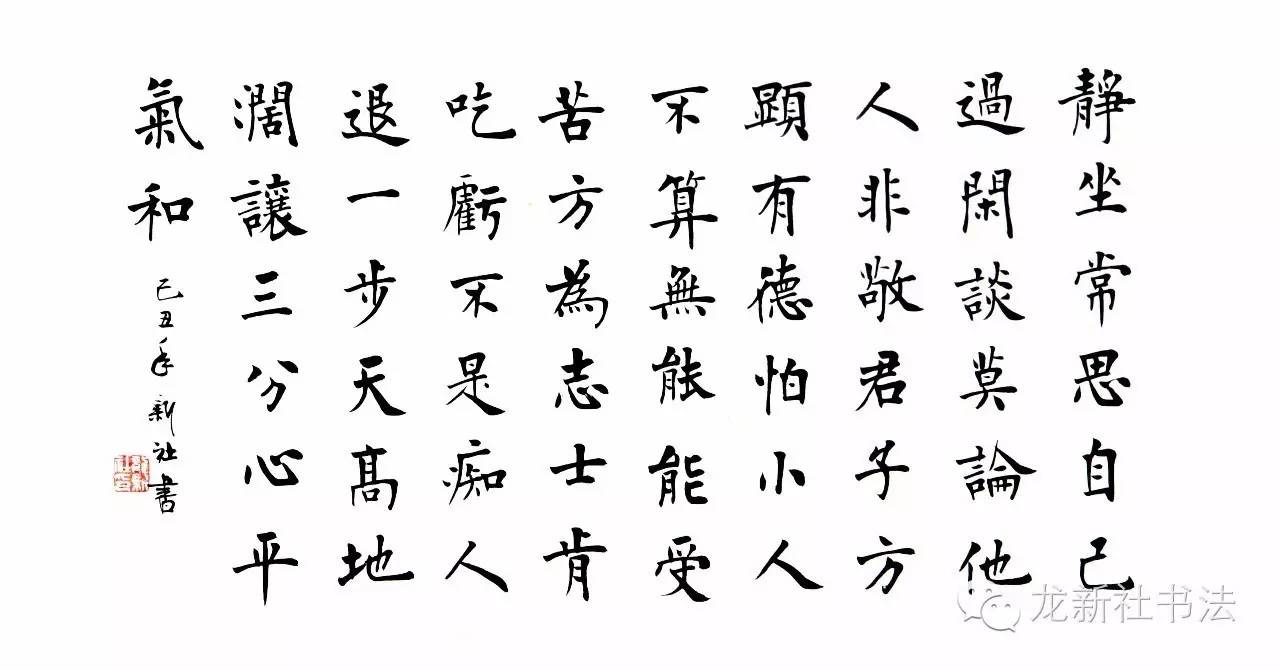 靜坐常思自己
過閑談莫論他
人非敬君子方
顕有德怕小人
不算無能能受
苦方為志士肯
吃虧不是痴人
退一步天髙地
濶讓三分心平
氣和
己丑年新社書
龙新社书法